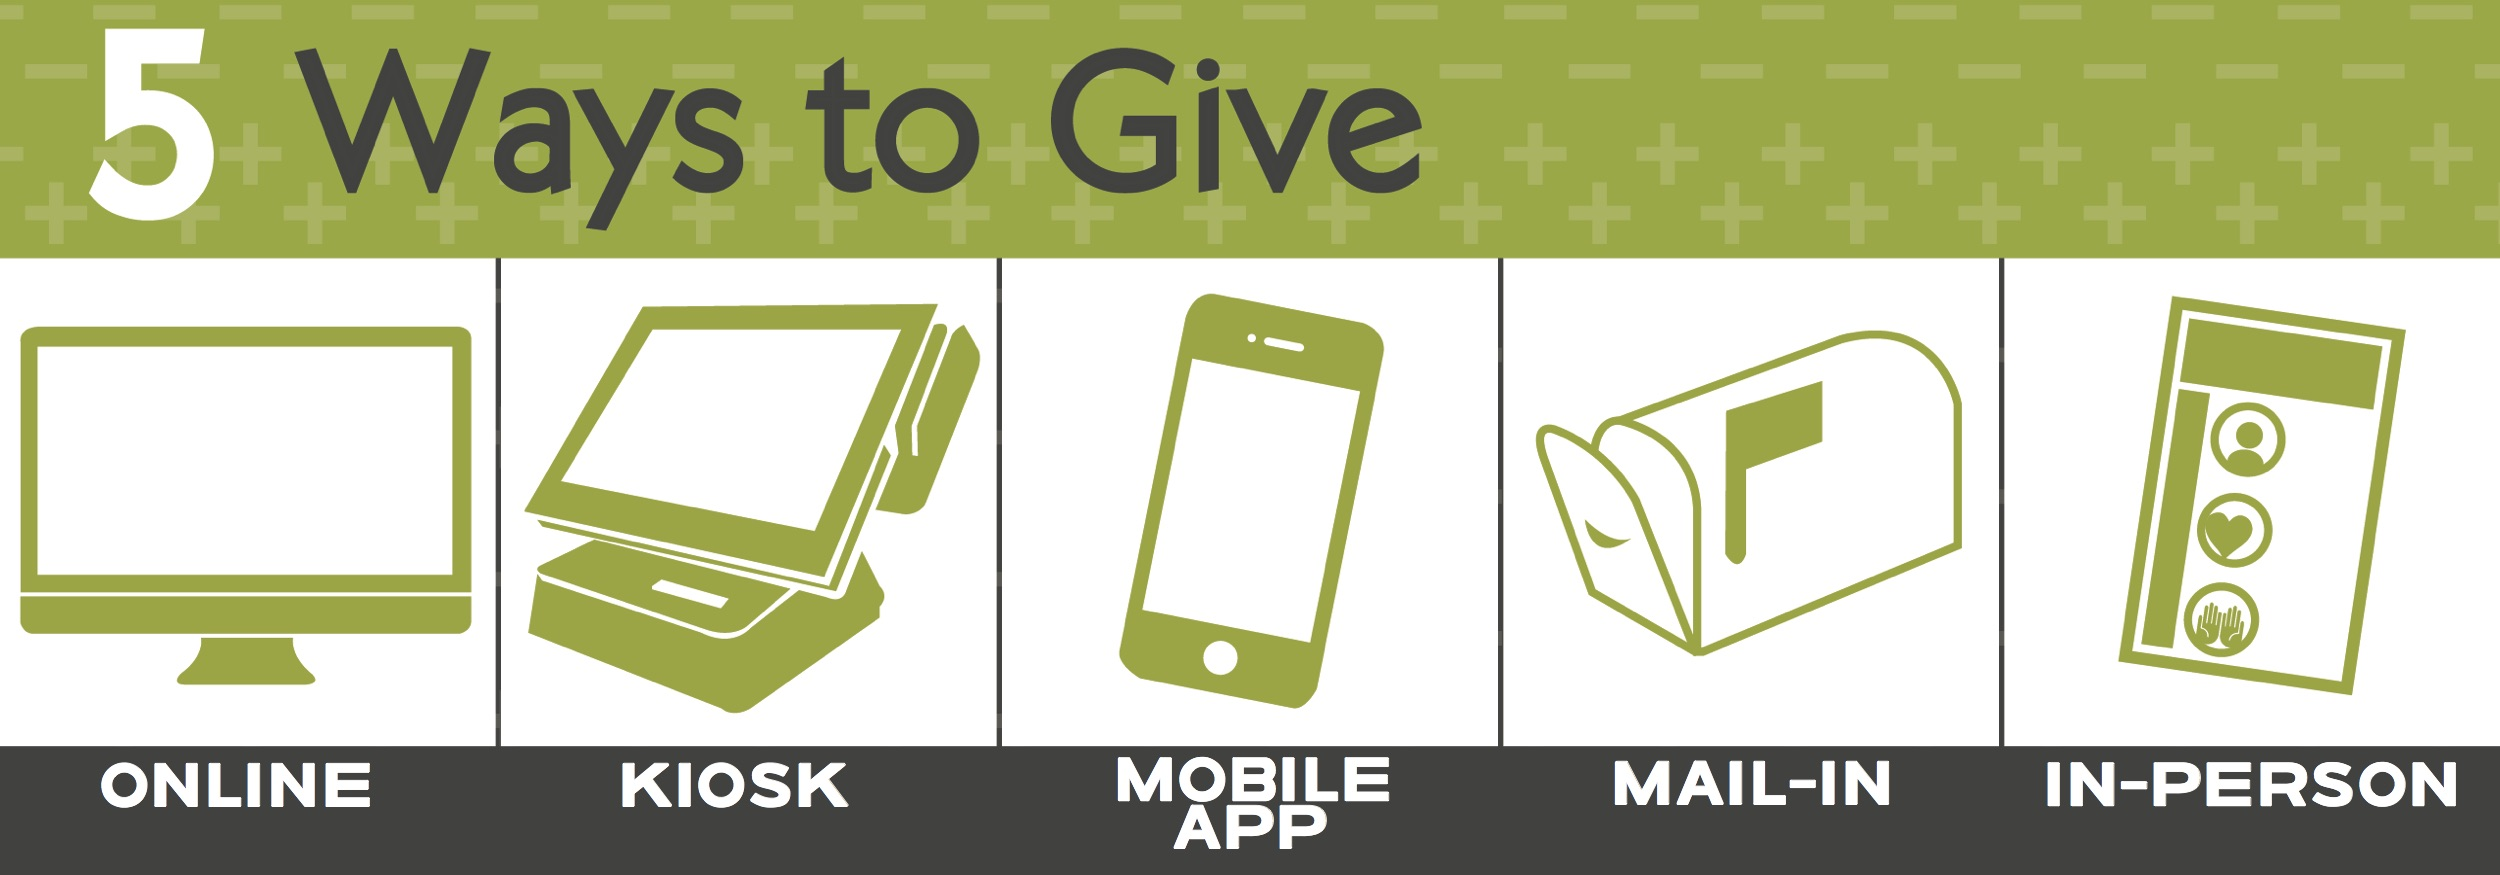 5 Ways to Give
ONLINE
KIOSK
MOBILE
APP
MAIL-IN
IN-PERSON